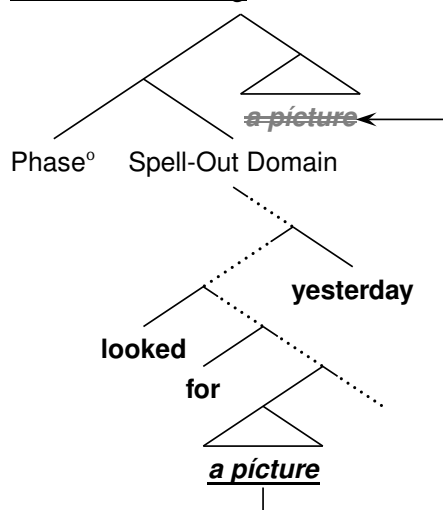 a pícture
Phase° Spell-Out Domain
yesterday
looked
for
a pícture